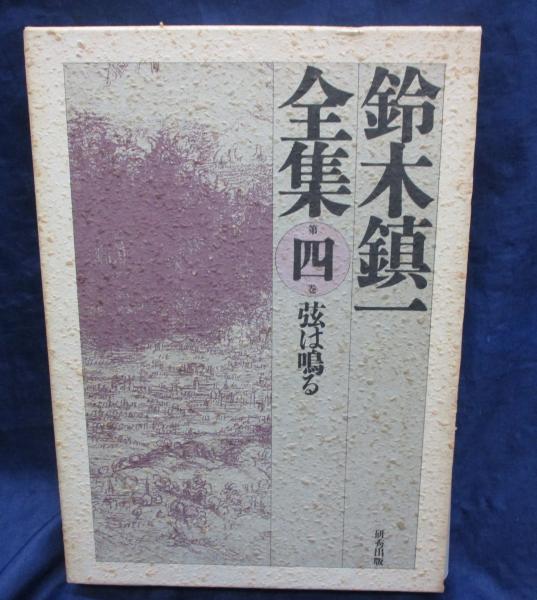 鈴木鎮一
全集
第四巻
弦は鳴る
研秀出版